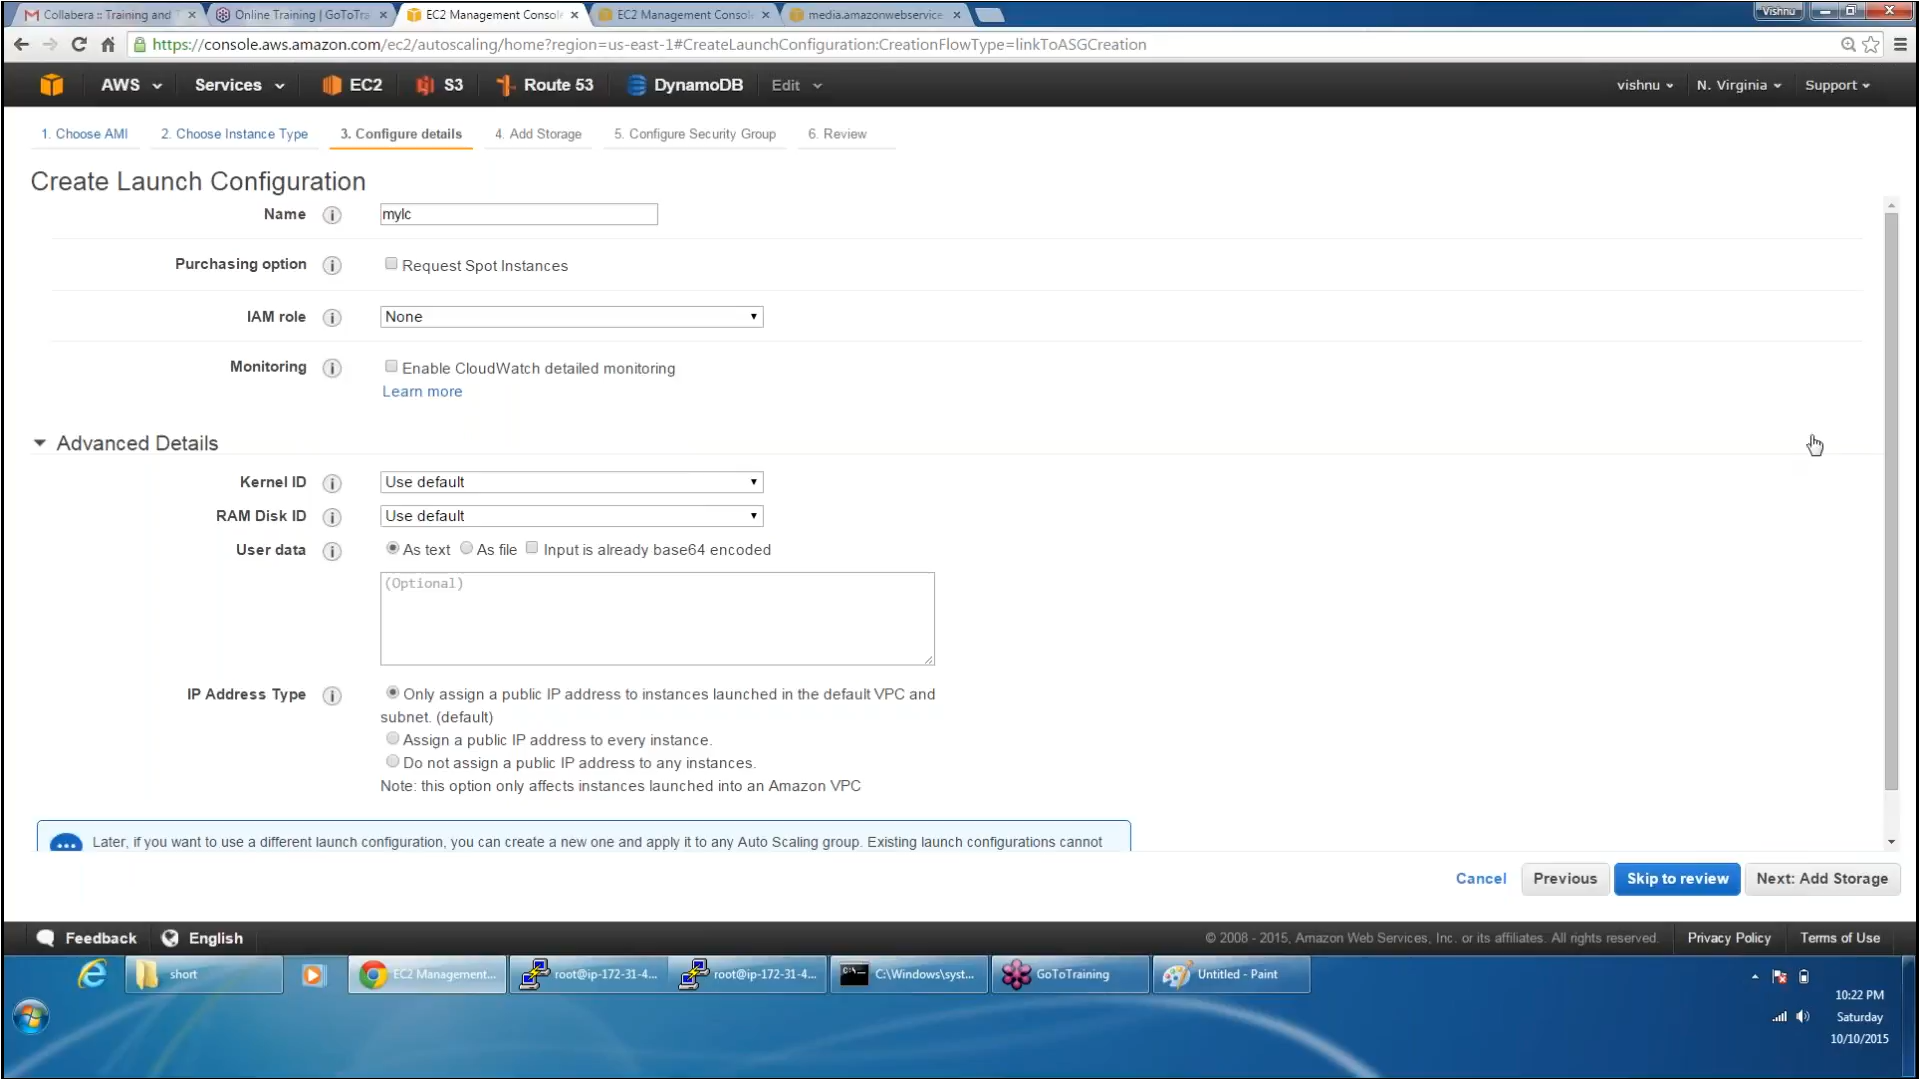 Collabera :: Training and T
Online Training | GoToTra
EC2 Management Console
EC2 Management Console
media.amazonwebservice
Vishnu
https://console.aws.amazon.com/ec2/autoscaling/home?region=us-east-1#CreateLaunchConfiguration:CreationFlowType=linkToASGCreation
AWS
Services
EC2
S3
Route 53
DynamoDB
Edit
vishnu
N. Virginia
Support
1. Choose AMI
2. Choose Instance Type
3. Configure details
4. Add Storage
5. Configure Security Group
6. Review
Create Launch Configuration
Name
mylc
Purchasing option
Request Spot Instances
IAM role
None
Monitoring
Enable CloudWatch detailed monitoring
Learn more
Advanced Details
Kernel ID
Use default
RAM Disk ID
Use default
User data
As text
As file
Input is already base64 encoded
(Optional)
IP Address Type
Only assign a public IP address to instances launched in the default VPC and
subnet. (default)
Assign a public IP address to every instance.
Do not assign a public IP address to any instances.
Note: this option only affects instances launched into an Amazon VPC
Later, if you want to use a different launch configuration, you can create a new one and apply it to any Auto Scaling group. Existing launch configurations cannot
Cancel
Previous
Skip to review
Next: Add Storage
Feedback
English
© 2008 - 2015, Amazon Web Services, Inc. or its affiliates. All rights reserved.
Privacy Policy
Terms of Use
short
EC2 Management...
root@ip-172-31-4...
root@ip-172-31-4...
C:\Windows\syst...
GoToTraining
Untitled - Paint
10:22 PM
Saturday
10/10/2015